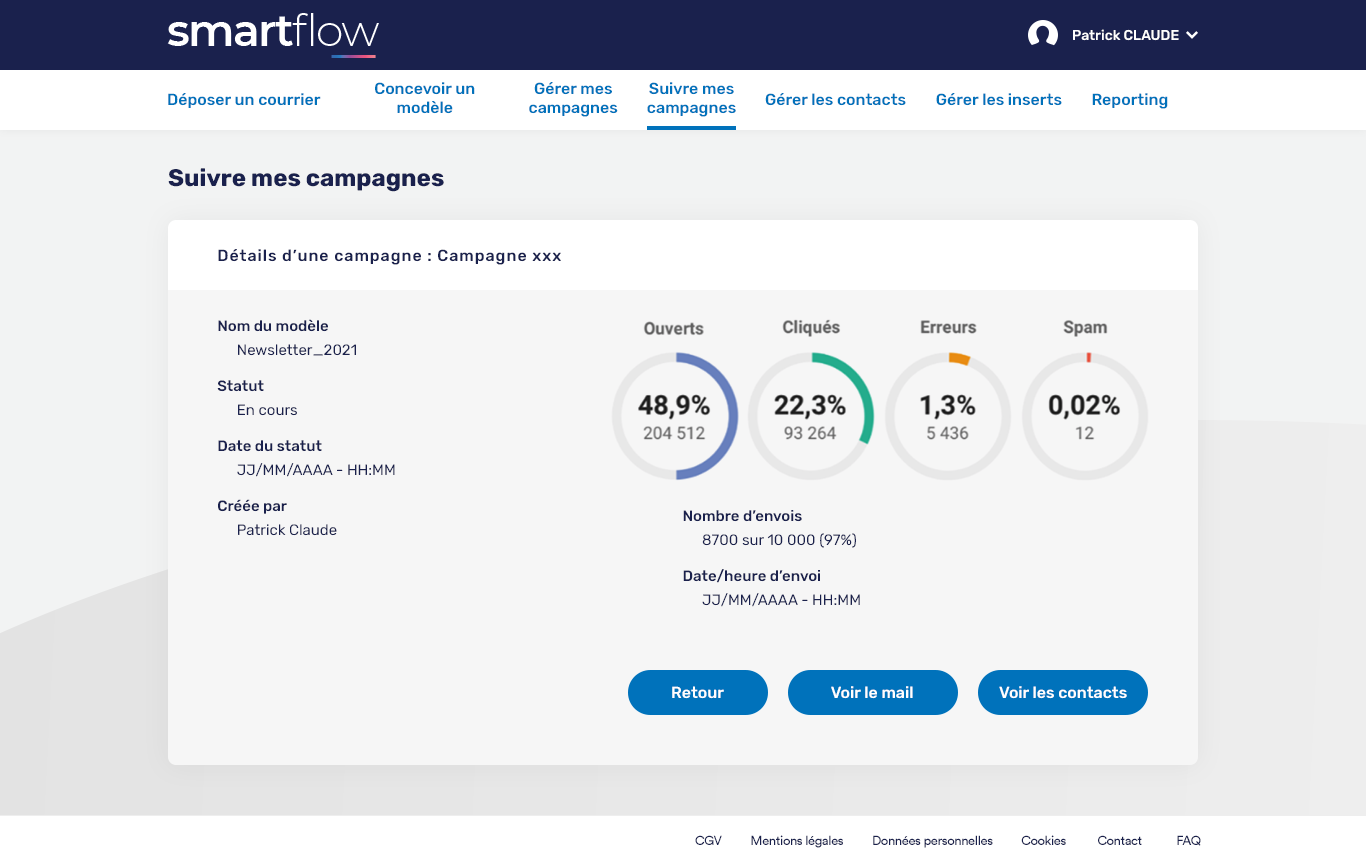 smartflow
Patrick CLAUDE
Déposer un courrier
Concevoir un
modèle
Gérer mes
campagnes
Suivre mes
campagnes
Gérer les contacts
Gérer les inserts
Reporting
Suivre mes campagnes
Détails d’une campagne : Campagne xxx
Nom du modèle
Newsletter_2021
Statut
En cours
Date du statut
JJ/MM/AAAA - HH:MM
Créée par
Patrick Claude
Ouverts
48,9%
204 512
Cliqués
22,3%
93 264
Erreurs
1,3%
5 436
Spam
0,02%
12
Nombre d’envois
8700 sur 10 000 (97%)
Date/heure d’envoi
JJ/MM/AAAA - HH:MM
Retour
Voir le mail
Voir les contacts
CGV
Mentions légales
Données personnelles
Cookies
Contact
FAQ